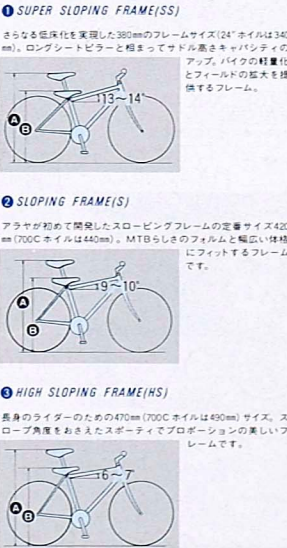 ❶ SUPER SLOPING FRAME(SS)
さらなる低床化を実現した380mmのフレームサイズ(24"ホイルは340
mm)。ロングシートピラーと相まってサドル高さキャパシティの
アップ。バイクの軽量化
とフィールドの拡大を提
供するフレーム。
13〜14°
A
B
❷ SLOPING FRAME(S)
アラヤが初めて開発したスローピングフレームの定番サイズ420
mm(700Cホイルは440mm)。MTBらしさのフォルムと幅広い体格
にフィットするフレーム
です。
9〜10°
A
B
❸ HIGH SLOPING FRAME(HS)
長身のライダーのための470mm(700Cホイルは490mm)サイズ。ス
ロープ角度をおさえたスポーティでプロポーションの美しいフ
レームです。
6〜7°
A
B